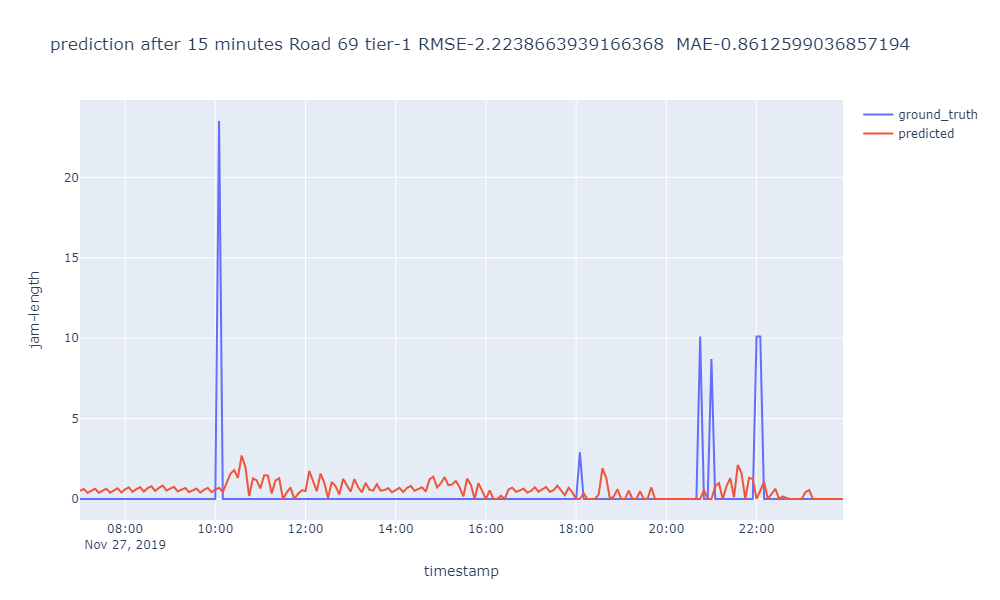 prediction after 15 minutes Road 69 tier-1 RMSE-2.2238663939166368 MAE-0.8612599036857194
ground_truth
predicted
20
15
10
5
0
jam-length
08:00 10:00 12:00 14:00 16:00 18:00 20:00 22:00
Nov 27, 2019
timestamp